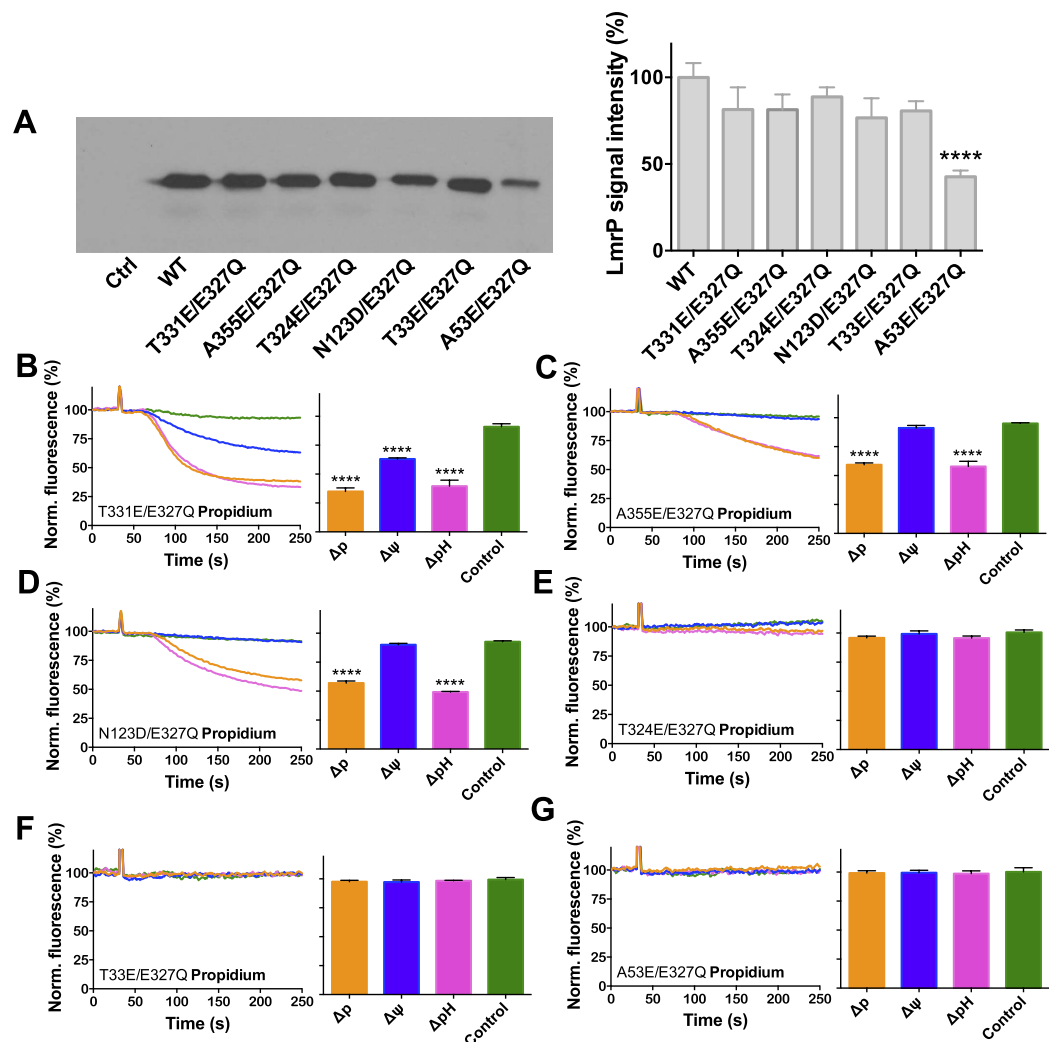 A
Ctrl
WT
T331E/E327Q
A355E/E327Q
T324E/E327Q
N123D/E327Q
T33E/E327Q
A53E/E327Q
LmrP signal intensity (%)
100
50
0
****
WT
T331E/E327Q
A355E/E327Q
T324E/E327Q
N123D/E327Q
T33E/E327Q
A53E/E327Q
B
Norm. fluorescence (%)
100
75
50
25
0
T331E/E327Q Propidium
0 50 100 150 200 250
Time (s)
**** **** ****
Δp Δψ ΔpH Control
C
Norm. fluorescence (%)
100
75
50
25
0
A355E/E327Q Propidium
0 50 100 150 200 250
Time (s)
**** ****
Δp Δψ ΔpH Control
D
Norm. fluorescence (%)
100
75
50
25
0
N123D/E327Q Propidium
0 50 100 150 200 250
Time (s)
**** ****
Δp Δψ ΔpH Control
E
Norm. fluorescence (%)
100
75
50
25
0
T324E/E327Q Propidium
0 50 100 150 200 250
Time (s)
Δp Δψ ΔpH Control
F
Norm. fluorescence (%)
100
75
50
25
0
T33E/E327Q Propidium
0 50 100 150 200 250
Time (s)
Δp Δψ ΔpH Control
G
Norm. fluorescence (%)
100
75
50
25
0
A53E/E327Q Propidium
0 50 100 150 200 250
Time (s)
Δp Δψ ΔpH Control